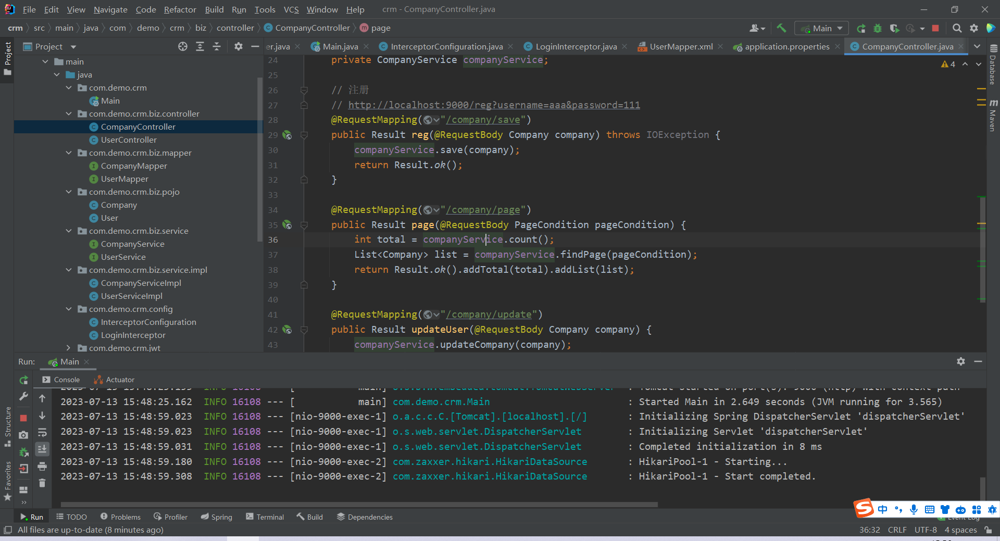 File Edit View Navigate Code Refactor Build Run Tools VCS Window Help crm - CompanyController.java
crm src main java com demo crm biz controller CompanyController page Main
Project er.java Main.java InterceptorConfiguration.java LoginInterceptor.java UserMapper.xml application.properties CompanyController.java
Project
Structure
Favorites
Database
Maven
main
java
com.demo.crm
Main
com.demo.crm.biz.controller
CompanyController
UserController
com.demo.crm.biz.mapper
CompanyMapper
UserMapper
com.demo.crm.biz.pojo
Company
User
com.demo.crm.biz.service
CompanyService
UserService
com.demo.crm.biz.service.impl
CompanyServiceImpl
UserServiceImpl
com.demo.crm.config
InterceptorConfiguration
LoginInterceptor
com.demo.crm.jwt
4
24 private CompanyService companyService;
25
26 // 注册
27 // http://localhost:9000/reg?username=aaa&password=111
28 @RequestMapping("/company/save")
29 public Result reg(@RequestBody Company company) throws IOException {
30 companyService.save(company);
31 return Result.ok();
32 }
33
34 @RequestMapping("/company/page")
35 public Result page(@RequestBody PageCondition pageCondition) {
36 int total = companyService.count();
37 List<Company> list = companyService.findPage(pageCondition);
38 return Result.ok().addTotal(total).addList(list);
39 }
40
41 @RequestMapping("/company/update")
42 public Result updateUser(@RequestBody Company company) {
43 companyService.updateCompany(company);
Run: Main
Console Actuator
2023-07-13 15:48:25.162 INFO 16108 --- [ main] com.demo.crm.Main : Started Main in 2.649 seconds (JVM running for 3.565)
2023-07-13 15:48:59.023 INFO 16108 --- [nio-9000-exec-1] o.a.c.c.C.[Tomcat].[localhost].[/] : Initializing Spring DispatcherServlet 'dispatcherServlet'
2023-07-13 15:48:59.023 INFO 16108 --- [nio-9000-exec-1] o.s.web.servlet.DispatcherServlet : Initializing Servlet 'dispatcherServlet'
2023-07-13 15:48:59.031 INFO 16108 --- [nio-9000-exec-1] o.s.web.servlet.DispatcherServlet : Completed initialization in 8 ms
2023-07-13 15:48:59.180 INFO 16108 --- [nio-9000-exec-2] com.zaxxer.hikari.HikariDataSource : HikariPool-1 - Starting...
2023-07-13 15:48:59.308 INFO 16108 --- [nio-9000-exec-2] com.zaxxer.hikari.HikariDataSource : HikariPool-1 - Start completed.
中
Run TODO Problems Profiler Spring Terminal Build Dependencies Event Log
All files are up-to-date (8 minutes ago) 36:32 CRLF UTF-8 4 spaces